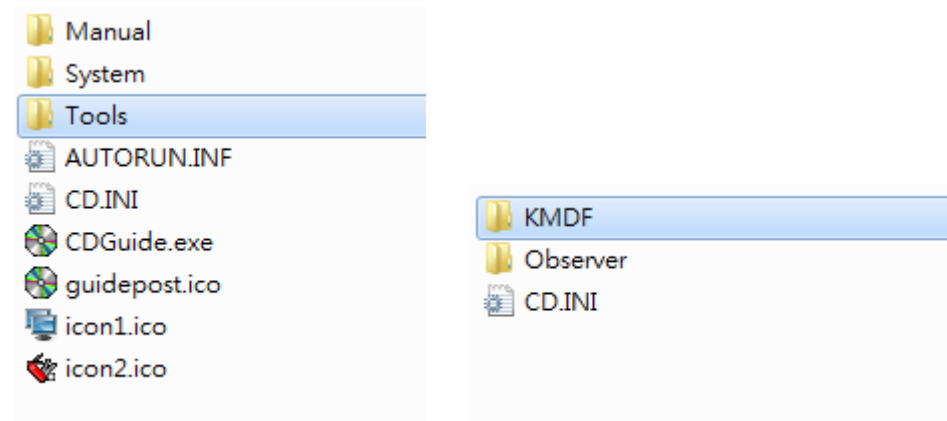 Manual
System
Tools
AUTORUN.INF
CD.INI
CDGuide.exe
guidepost.ico
icon1.ico
icon2.ico
KMDF
Observer
CD.INI